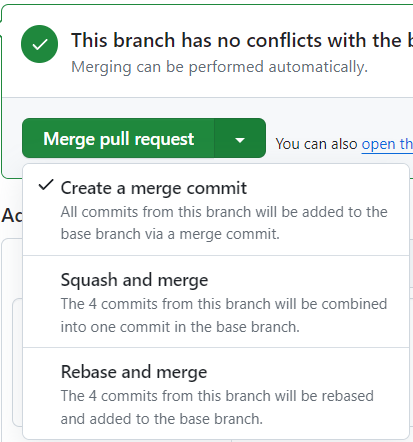 This branch has no conflicts with the b
Merging can be performed automatically.
Merge pull request
You can also open th
Create a merge commit
All commits from this branch will be added to the
base branch via a merge commit.
Ad
Squash and merge
The 4 commits from this branch will be combined
into one commit in the base branch.
Rebase and merge
The 4 commits from this branch will be rebased
and added to the base branch.